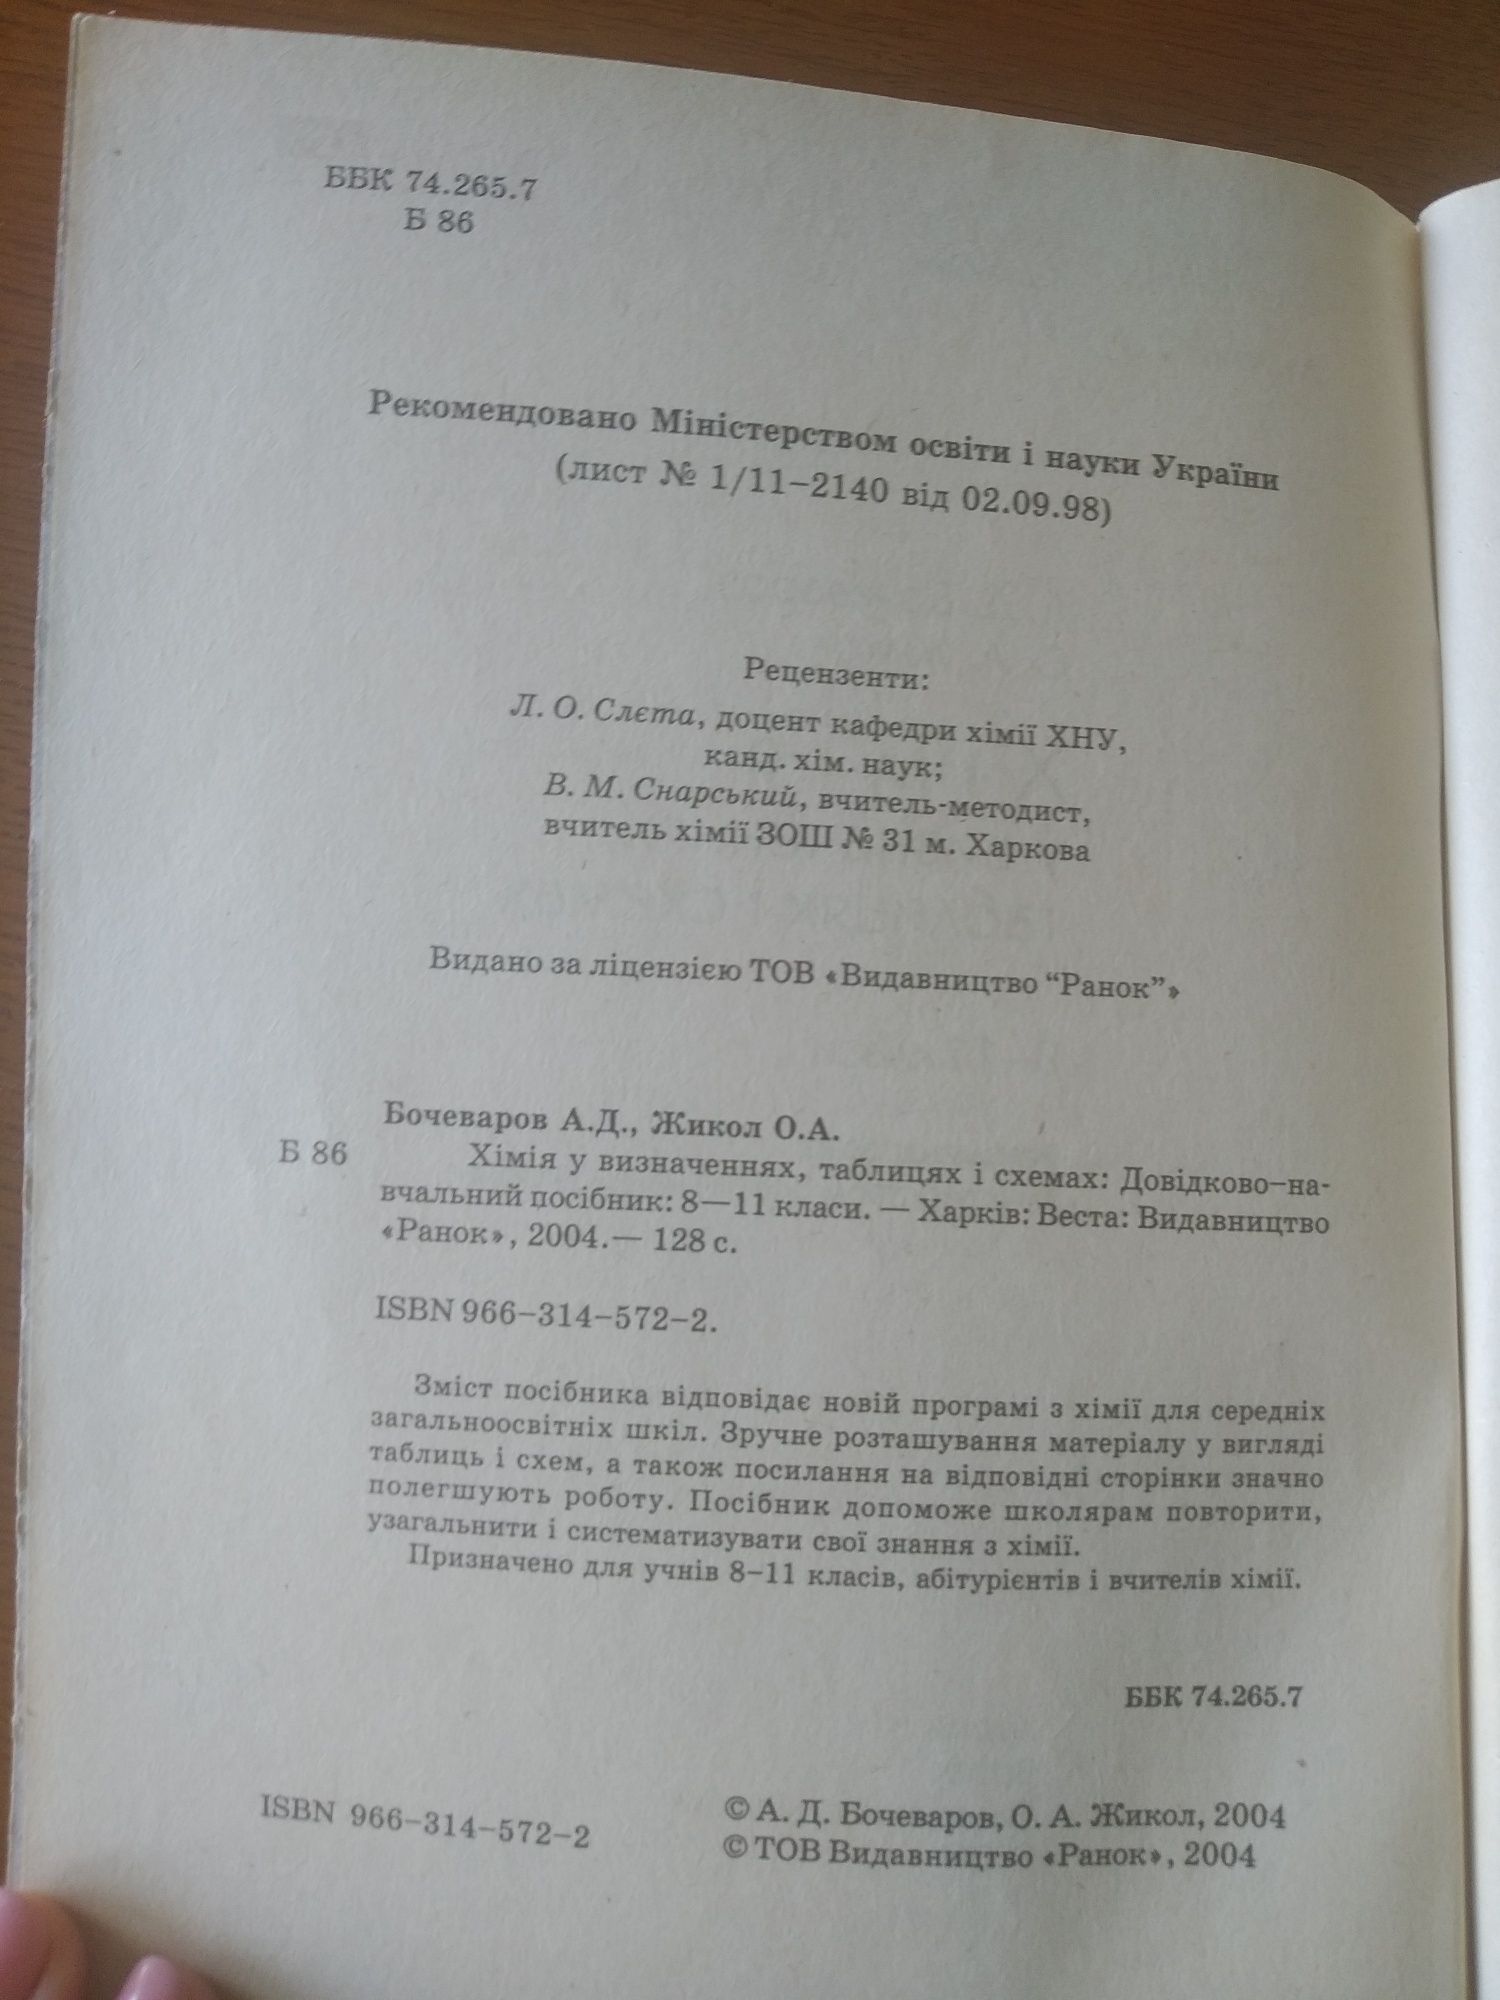 ББК 74.265.7
Б 86
Рекомендовано Міністерством освіти і науки України
(лист № 1/11–2140 від 02.09.98)
Рецензенти:
Л. О. Слєта, доцент кафедри хімії ХНУ,
канд. хім. наук;
В. М. Снарський, вчитель-методист,
вчитель хімії ЗОШ № 31 м. Харкова
Видано за ліцензією ТОВ «Видавництво “Ранок”»
Бочеваров А.Д., Жикол О.А.
Б 86 Хімія у визначеннях, таблицях і схемах: Довідково–на-
вчальний посібник: 8—11 класи. — Харків: Веста: Видавництво
«Ранок», 2004.— 128 с.
ISBN 966–314–572–2.
Зміст посібника відповідає новій програмі з хімії для середніх
загальноосвітніх шкіл. Зручне розташування матеріалу у вигляді
таблиць і схем, а також посилання на відповідні сторінки значно
полегшують роботу. Посібник допоможе школярам повторити,
узагальнити і систематизувати свої знання з хімії.
Призначено для учнів 8–11 класів, абітурієнтів і вчителів хімії.
ББК 74.265.7
ISBN 966–314–572–2
© А. Д. Бочеваров, О. А. Жикол, 2004
© ТОВ Видавництво «Ранок», 2004